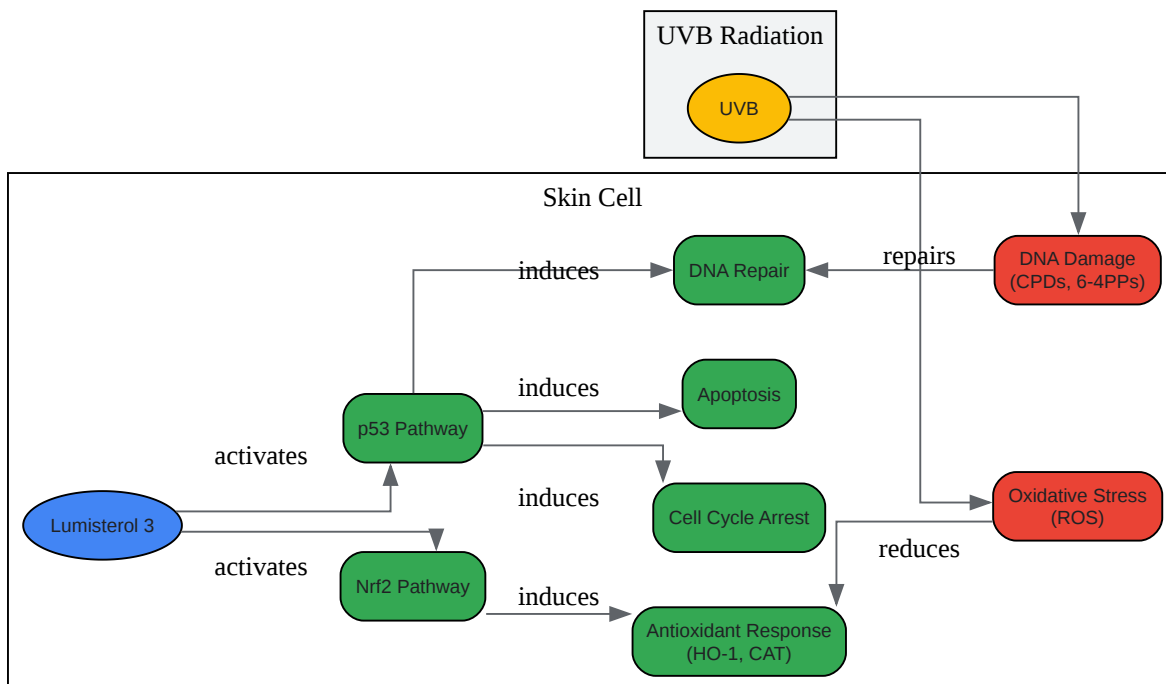 UVB Radiation
UVB
Skin Cell
induces
DNA Repair
repairs
DNA Damage
(CPDs, 6-4PPs)
induces
Apoptosis
p53 Pathway
activates
induces
Cell Cycle Arrest
Oxidative Stress
(ROS)
Lumisterol 3
reduces
activates
Nrf2 Pathway
induces
Antioxidant Response
(HO-1, CAT)